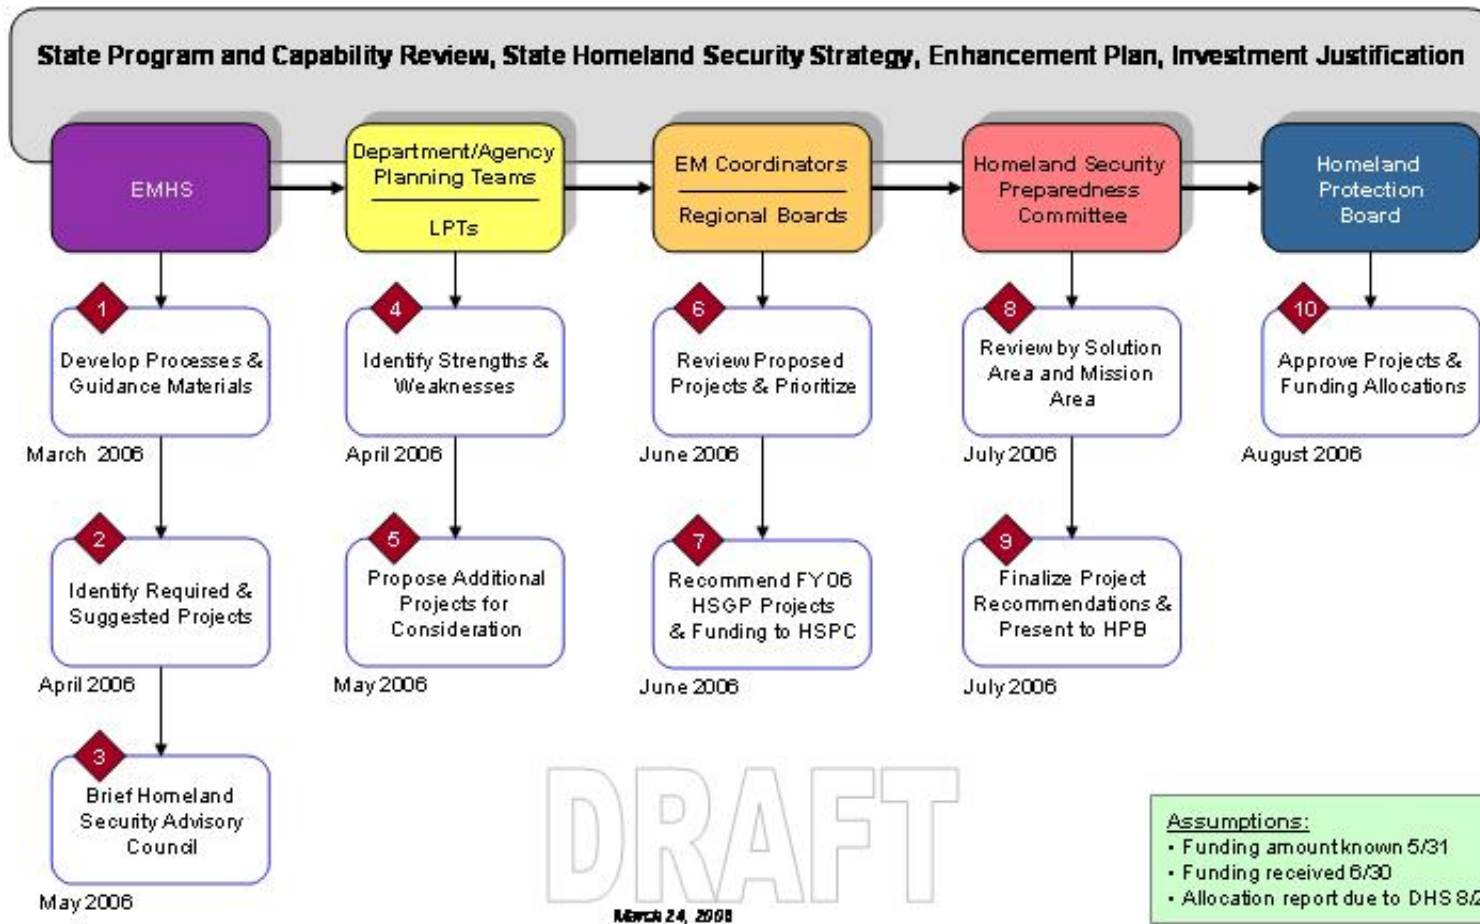 State Program and Capability Review, State Homeland Security Strategy, Enhancement Plan, Investment Justification
EMHS
Department/Agency
Planning Teams
LPTs
EM Coordinators
Regional Boards
Homeland Security
Preparedness
Committee
Homeland
Protection
Board
1
Develop Processes &
Guidance Materials
March 2006
2
Identify Required &
Suggested Projects
April 2006
3
Brief Homeland
Security Advisory
Council
May 2006
4
Identify Strengths &
Weaknesses
April 2006
5
Propose Additional
Projects for
Consideration
May 2006
6
Review Proposed
Projects & Prioritize
June 2006
7
Recommend FY06
HSGP Projects
& Funding to HSPC
June 2006
8
Review by Solution
Area and Mission
Area
July 2006
9
Finalize Project
Recommendations &
Present to HPB
July 2006
10
Approve Projects &
Funding Allocations
August 2006
DRAFT
March 24, 2006
Assumptions:
• Funding amount known 5/31
• Funding received 6/30
• Allocation report due to DHS